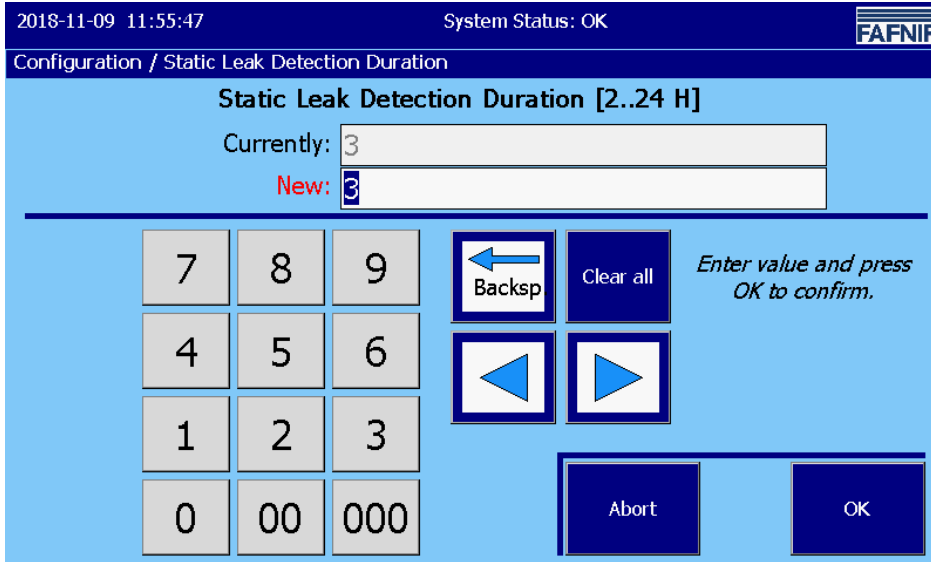 2018-11-09 11:55:47 System Status: OK FAFNIR
Configuration / Static Leak Detection Duration
Static Leak Detection Duration [2..24 H]
Currently: 3
New: 3
7 8 9
Backsp
Clear all
Enter value and press
OK to confirm.
4 5 6
1 2 3
0 00 000
Abort
OK